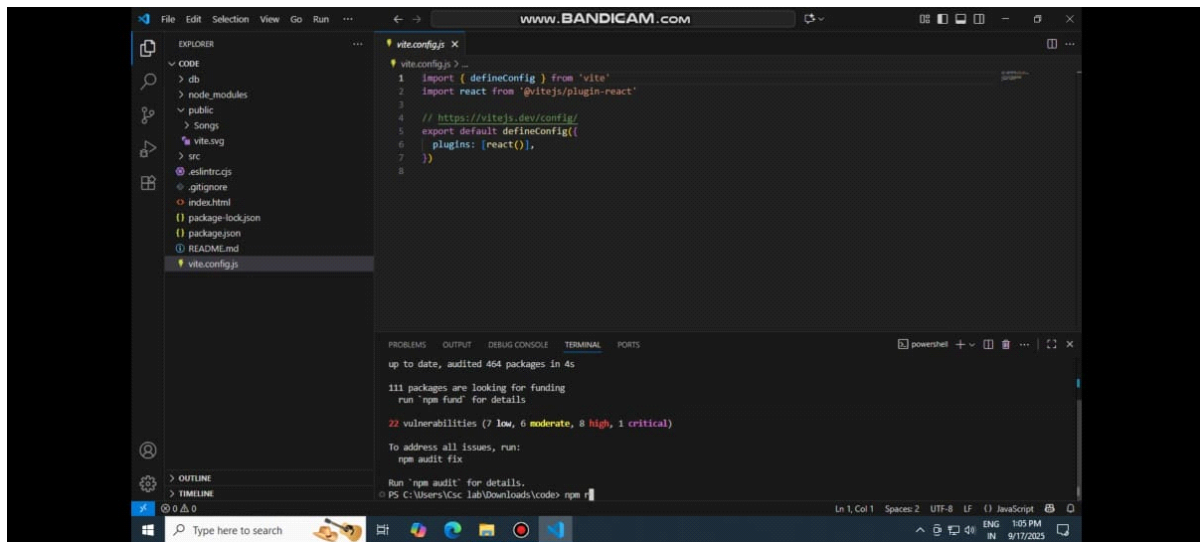 File Edit Selection View Go Run ...
www.BANDICAM.com
EXPLORER
vite.config.js
CODE
vite.config.js > ...
db
node_modules
public
Songs
vite.svg
src
.eslintrc.cjs
.gitignore
index.html
package-lock.json
package.json
README.md
vite.config.js
1 import { defineConfig } from 'vite'
2 import react from '@vitejs/plugin-react'
3
4 // https://vitejs.dev/config/
5 export default defineConfig({
6 plugins: [react()],
7 })
8
PROBLEMS OUTPUT DEBUG CONSOLE TERMINAL PORTS
powershell
up to date, audited 464 packages in 4s
111 packages are looking for funding
run `npm fund` for details
22 vulnerabilities (7 low, 6 moderate, 8 high, 1 critical)
To address all issues, run:
npm audit fix
Run `npm audit` for details.
PS C:\Users\Csc lab\Downloads\code> npm r
OUTLINE
TIMELINE
0 0
Ln 1, Col 1 Spaces: 2 UTF-8 LF {} JavaScript
Type here to search
ENG 1:05 PM
IN 9/17/2025